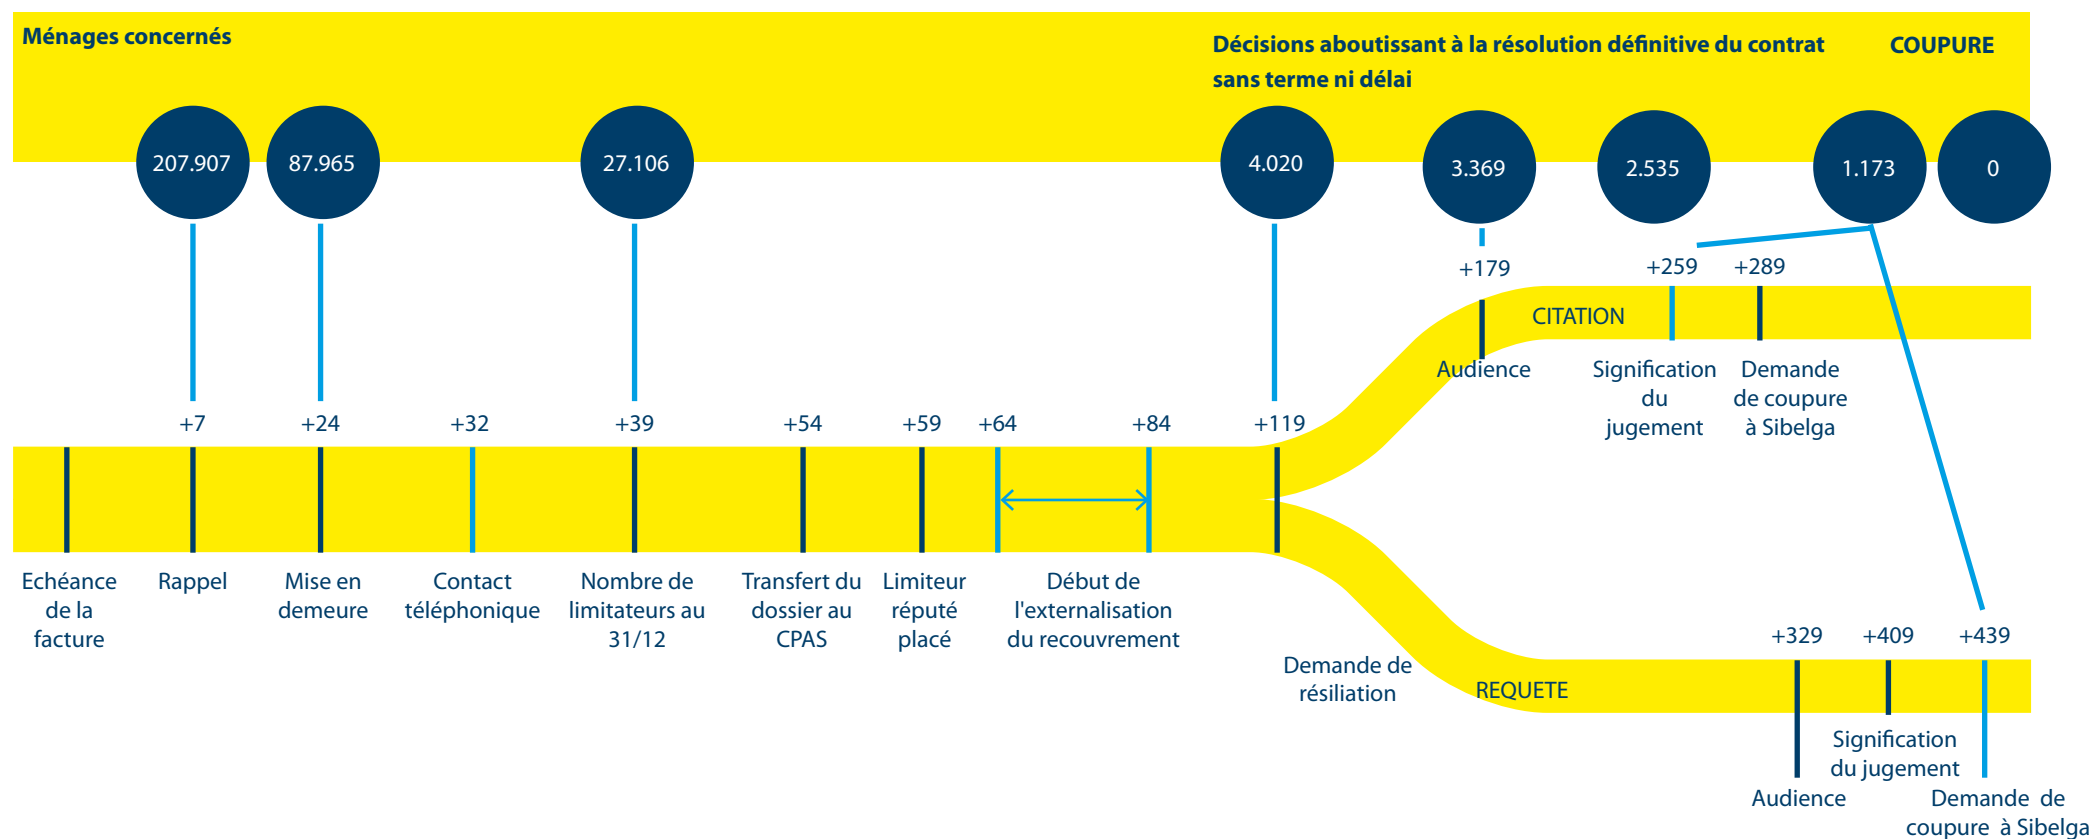 Ménages concernés
Décisions aboutissant à la résolution définitive du contrat
sans terme ni délai
COUPURE
207.907
87.965
27.106
4.020
3.369
2.535
1.173
0
+179
+259
+289
CITATION
Audience
Signification
du
jugement
Demande
de coupure
à Sibelga
+7
+24
+32
+39
+54
+59
+64
+84
+119
Echéance
de la
facture
Rappel
Mise en
demeure
Contact
téléphonique
Nombre de
limitateurs au
31/12
Transfert du
dossier au
CPAS
Limiteur
réputé
placé
Début de
l'externalisation
du recouvrement
Demande de
résiliation
REQUETE
+329
+409
+439
Signification
du jugement
Audience
Demande de
coupure à Sibelga